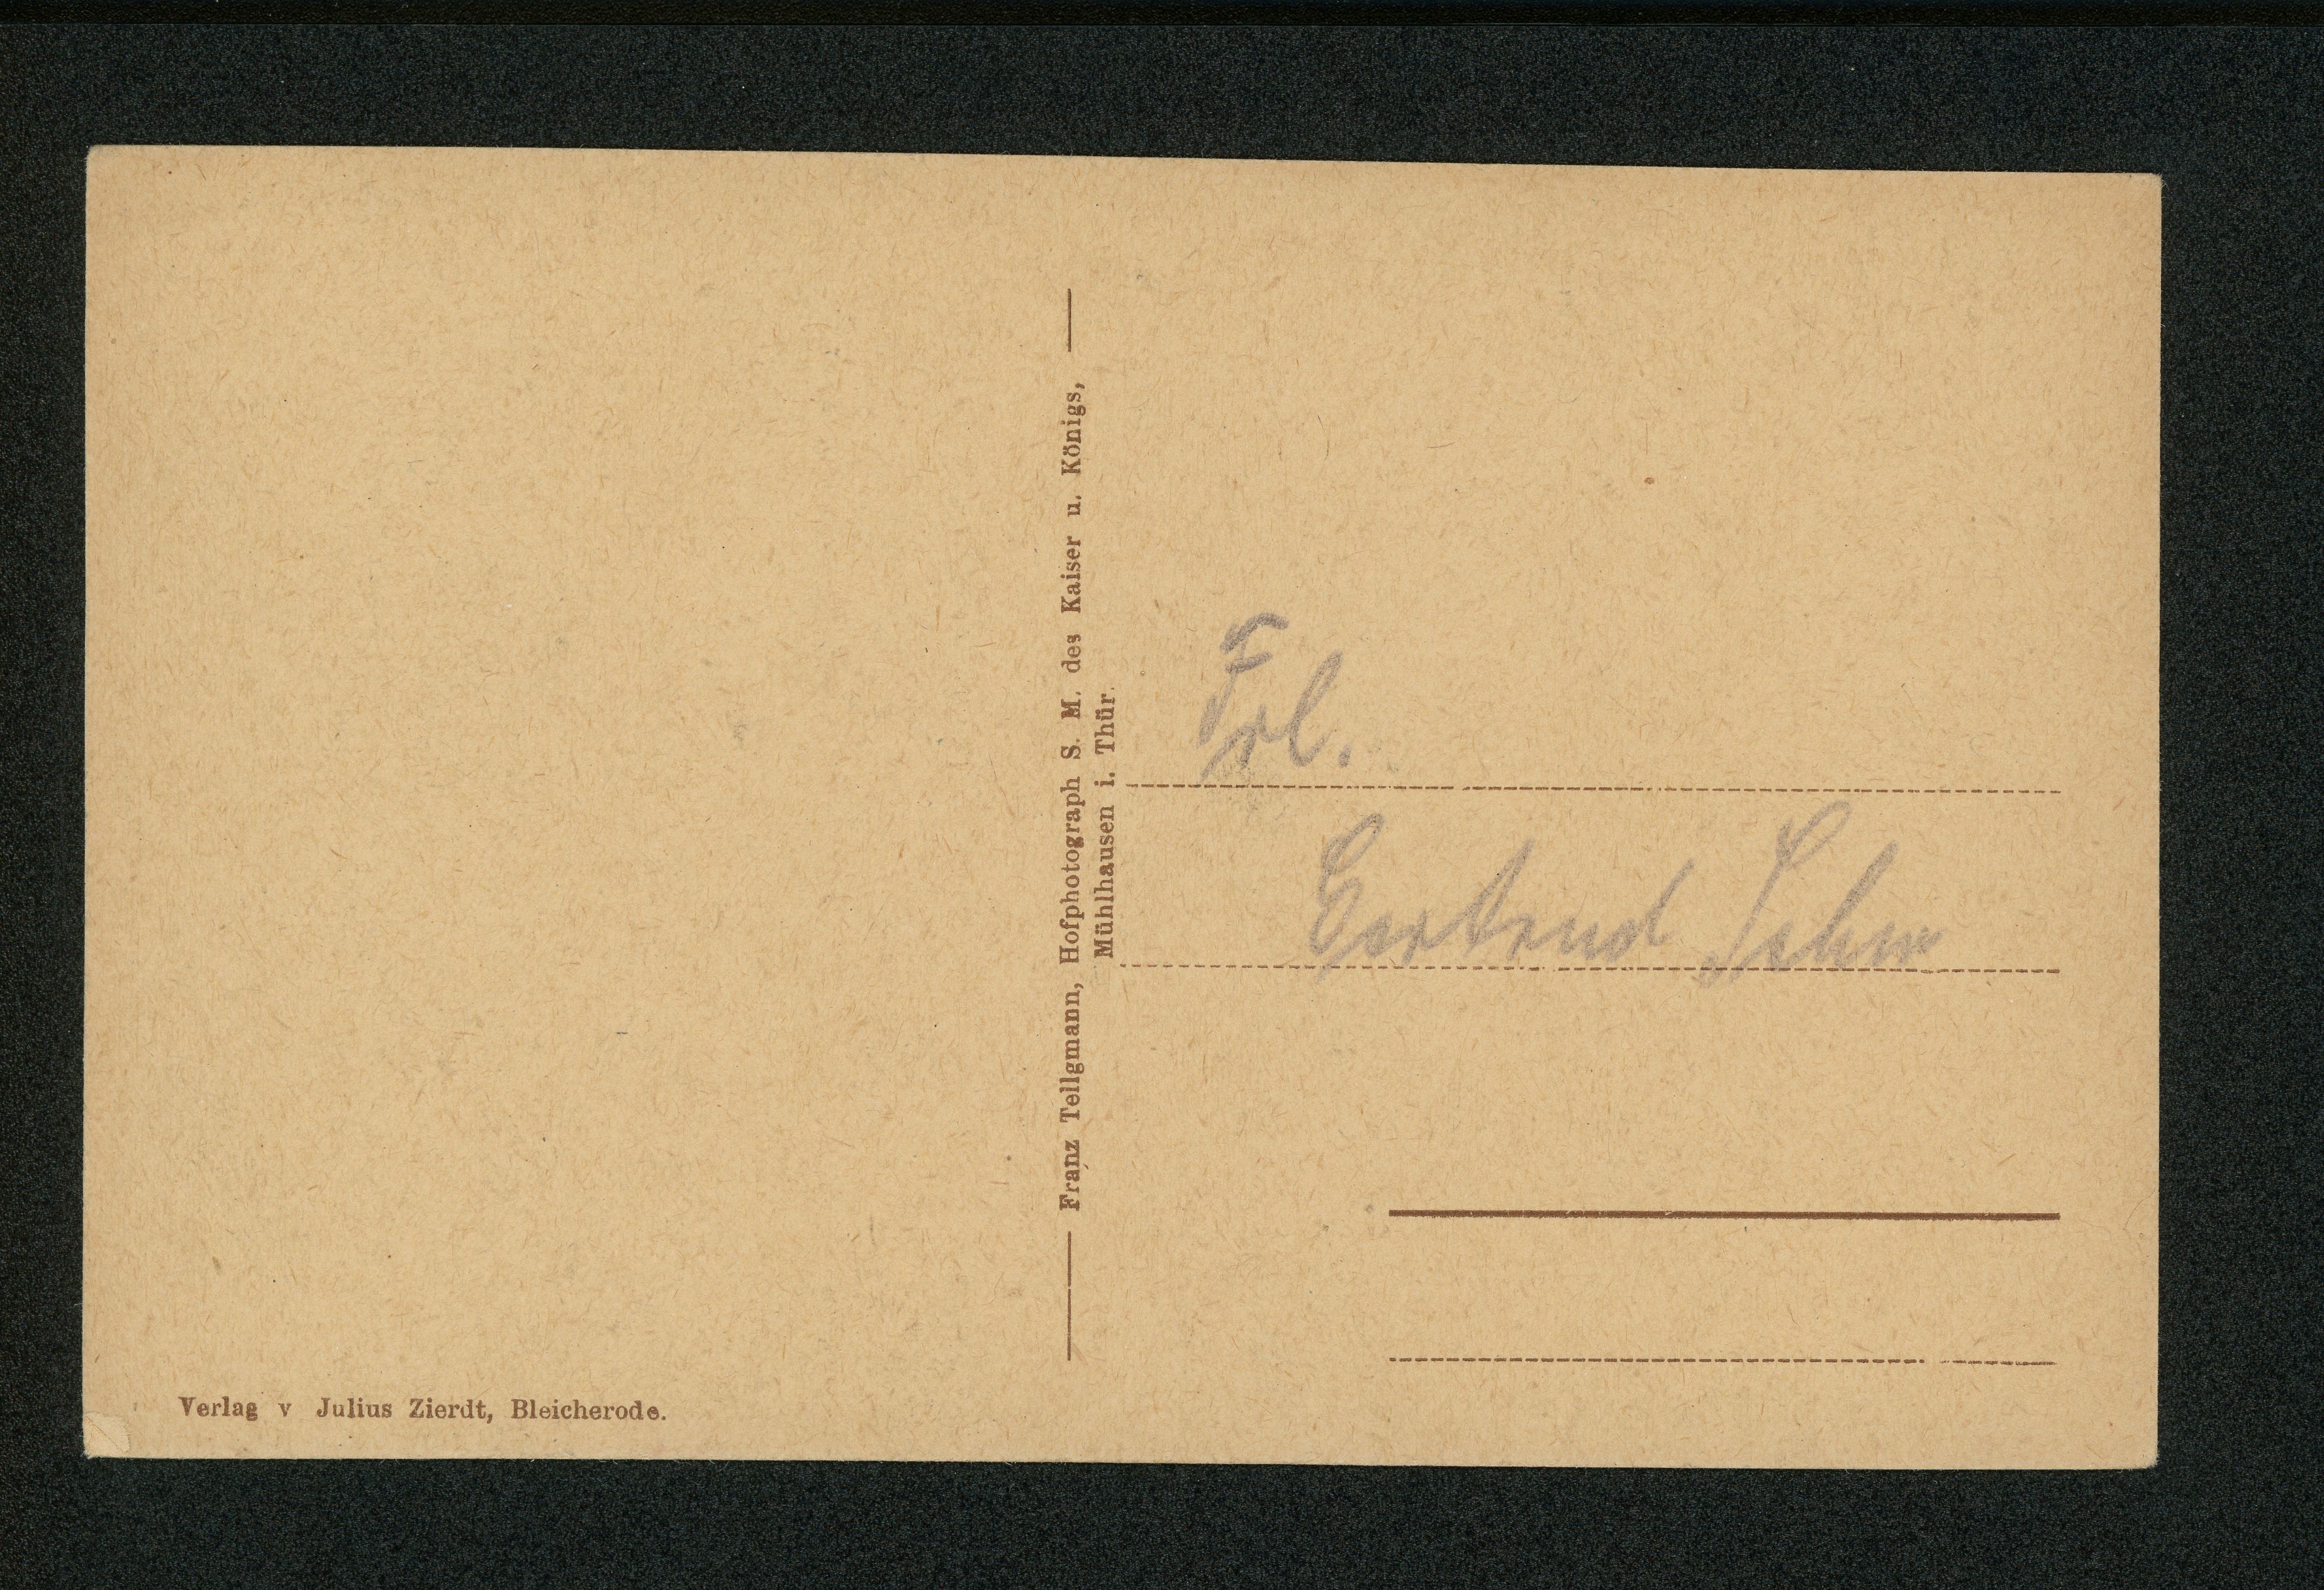 Franz Tellgmann, Hofphotograph S. M. des Kaiser u. Königs,
Mühlhausen i. Thür.
Frl.
Gertrud
Verlag v Julius Zierdt, Bleicherode.